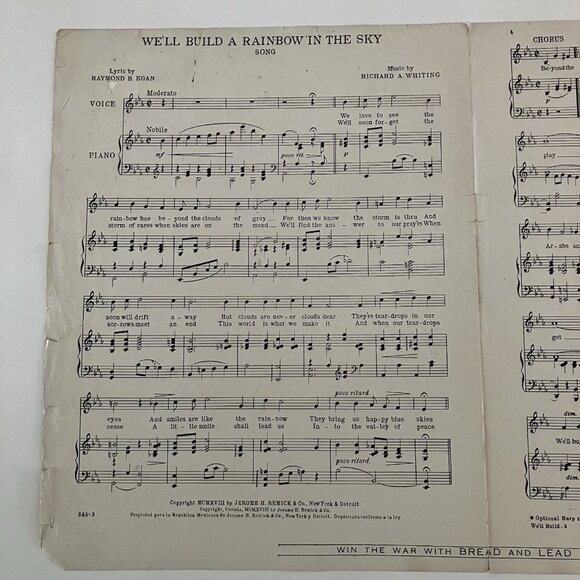 WE'LL BUILD A RAINBOW IN THE SKY
SONG
Lyric by
RAYMOND B. EGAN
Music by
RICHARD A. WHITING
Moderato
VOICE
We love to see the
We'll soon for-get the
Nobile
PIANO
mf
poco rit.
p
rain-bow hue be-yond the clouds of gray For then we know the storm is thru And
storm of cares when skies are on the mend We'll find the ans-wer to our pray'rs When
soon will drift a-way But clouds are nev-er clouds dear They're tear-drops in our
sor-rows meet an end This world is what we make it And when our tear-drops
poco ritard.
eyes And smiles are like the rain-bow They bring us hap-py blue skies
cease A lit-tle smile shall lead us In-to the val-ley of peace
poco ritard.
Copyright MCMXVIII by JEROME H. REMICK & Co., New York & Detroit
Copyright, Canada, MCMXVIII by Jerome H. Remick & Co.
Propiedad para la Republica Mexicana de Jerome H. Remick & Co., New York y Detroit. Depositada conforme a la ley
645-2
4
CHORUS
Be-yond the
p
play
Ar-abs an
get
dim.
We'll bu
dim.
* Optional Harp
We'll Build - 2
WIN THE WAR WITH BREAD AND LEAD